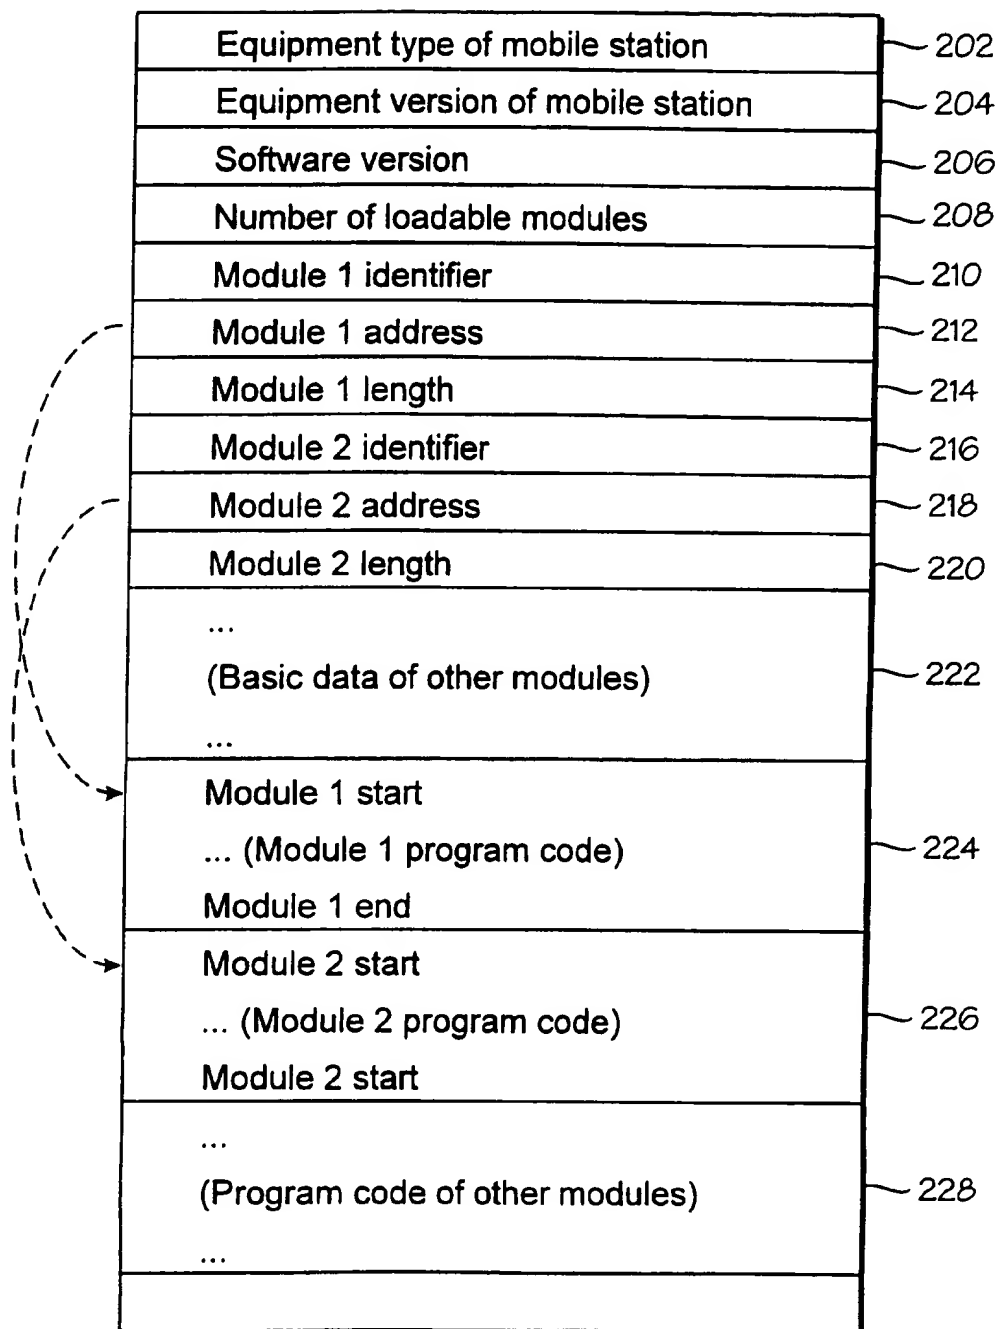 Equipment type of mobile station 202
Equipment version of mobile station 204
Software version 206
Number of loadable modules 208
Module 1 identifier 210
Module 1 address 212
Module 1 length 214
Module 2 identifier 216
Module 2 address 218
Module 2 length 220
...
(Basic data of other modules) 222
...
Module 1 start
... (Module 1 program code) 224
Module 1 end
Module 2 start
... (Module 2 program code) 226
Module 2 start
...
(Program code of other modules) 228
...